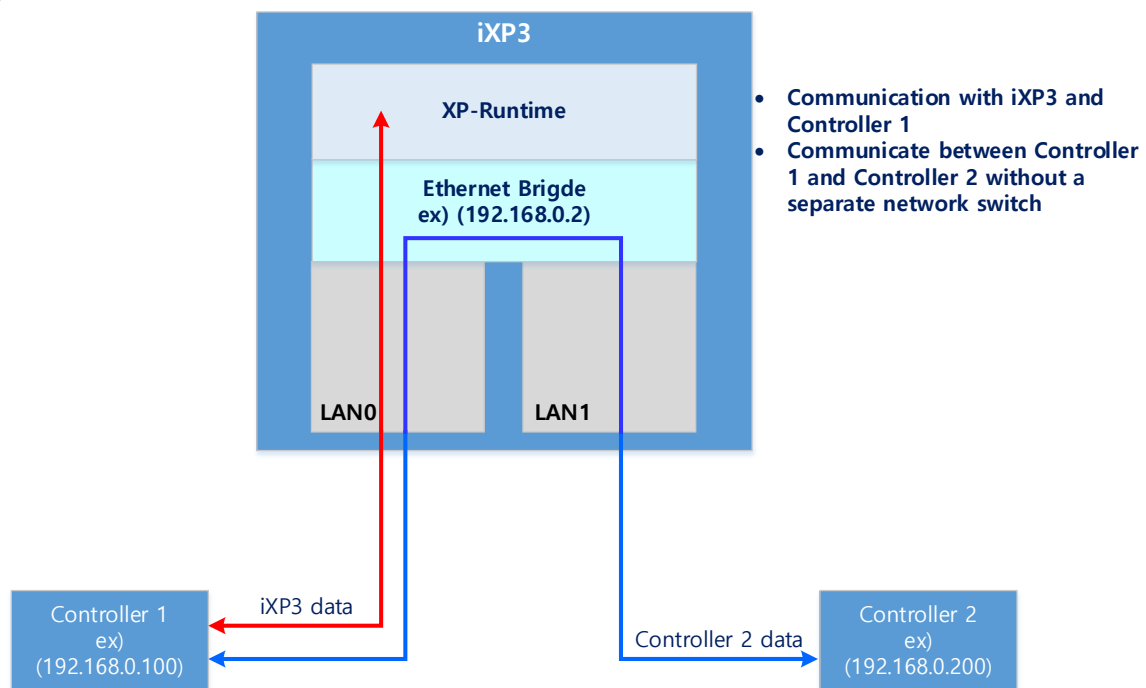 iXP3
XP-Runtime
Ethernet Brigde
ex) (192.168.0.2)
LAN0
LAN1
• Communication with iXP3 and
Controller 1
• Communicate between Controller
1 and Controller 2 without a
separate network switch
iXP3 data
Controller 2 data
Controller 1
ex)
(192.168.0.100)
Controller 2
ex)
(192.168.0.200)